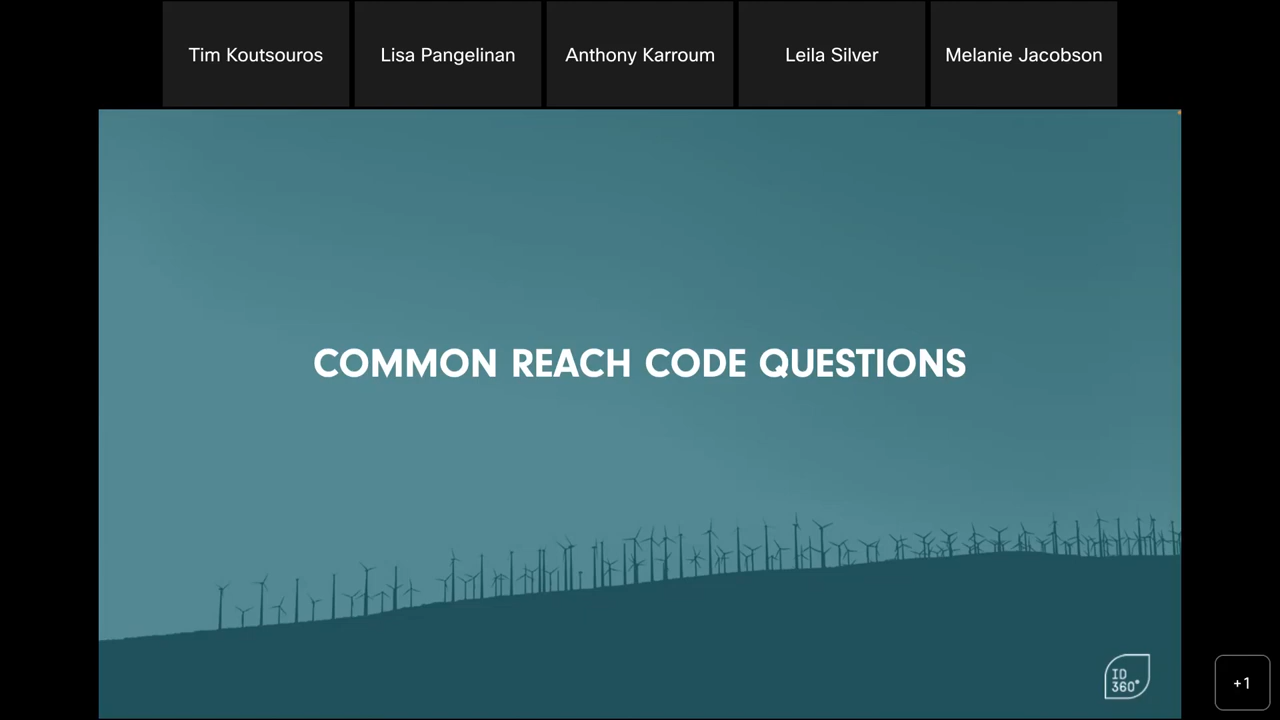 Tim Koutsouros
Lisa Pangelinan
Anthony Karroum
Leila Silver
Melanie Jacobson
COMMON REACH CODE QUESTIONS
ID
360°
+1